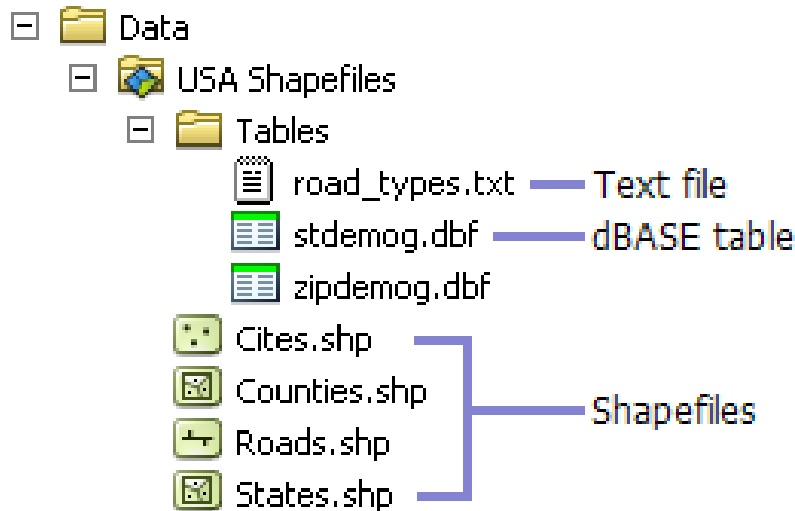 Data
USA Shapefiles
Tables
road_types.txt Text file
stdemog.dbf dBASE table
zipdemog.dbf
Cites.shp
Counties.shp
Shapefiles
Roads.shp
States.shp